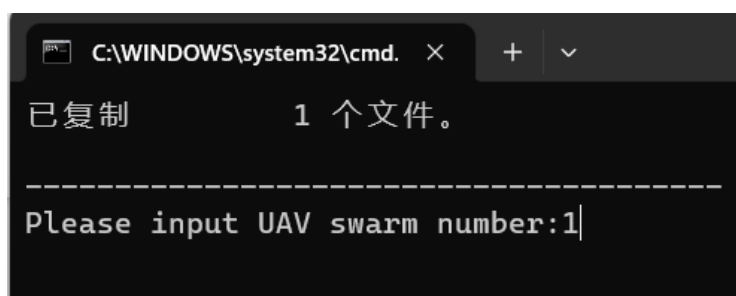 C:\WINDOWS\system32\cmd.
已复制         1 个文件。
---------------------------------------
Please input UAV swarm number:1